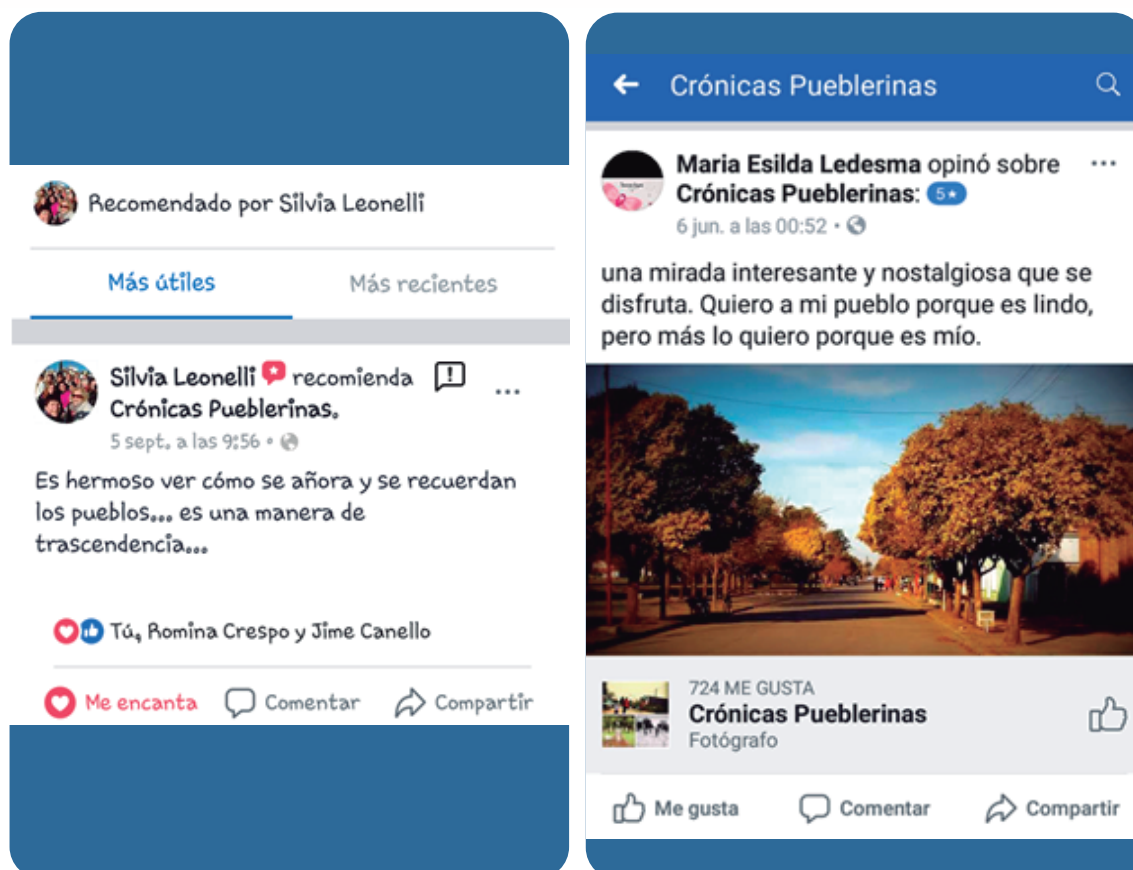 Recomendado por Silvia Leonelli
Más útiles
Más recientes
Silvia Leonelli recomienda
Crónicas Pueblerinas.
5 sept. a las 9:56 •
Es hermoso ver cómo se añora y se recuerdan
los pueblos... es una manera de
trascendencia...
Tú, Romina Crespo y Jime Canello
Me encanta
Comentar
Compartir
Crónicas Pueblerinas
Maria Esilda Ledesma opinó sobre
Crónicas Pueblerinas: 5★
6 jun. a las 00:52 •
una mirada interesante y nostalgiosa que se
disfruta. Quiero a mi pueblo porque es lindo,
pero más lo quiero porque es mío.
724 ME GUSTA
Crónicas Pueblerinas
Fotógrafo
Me gusta
Comentar
Compartir